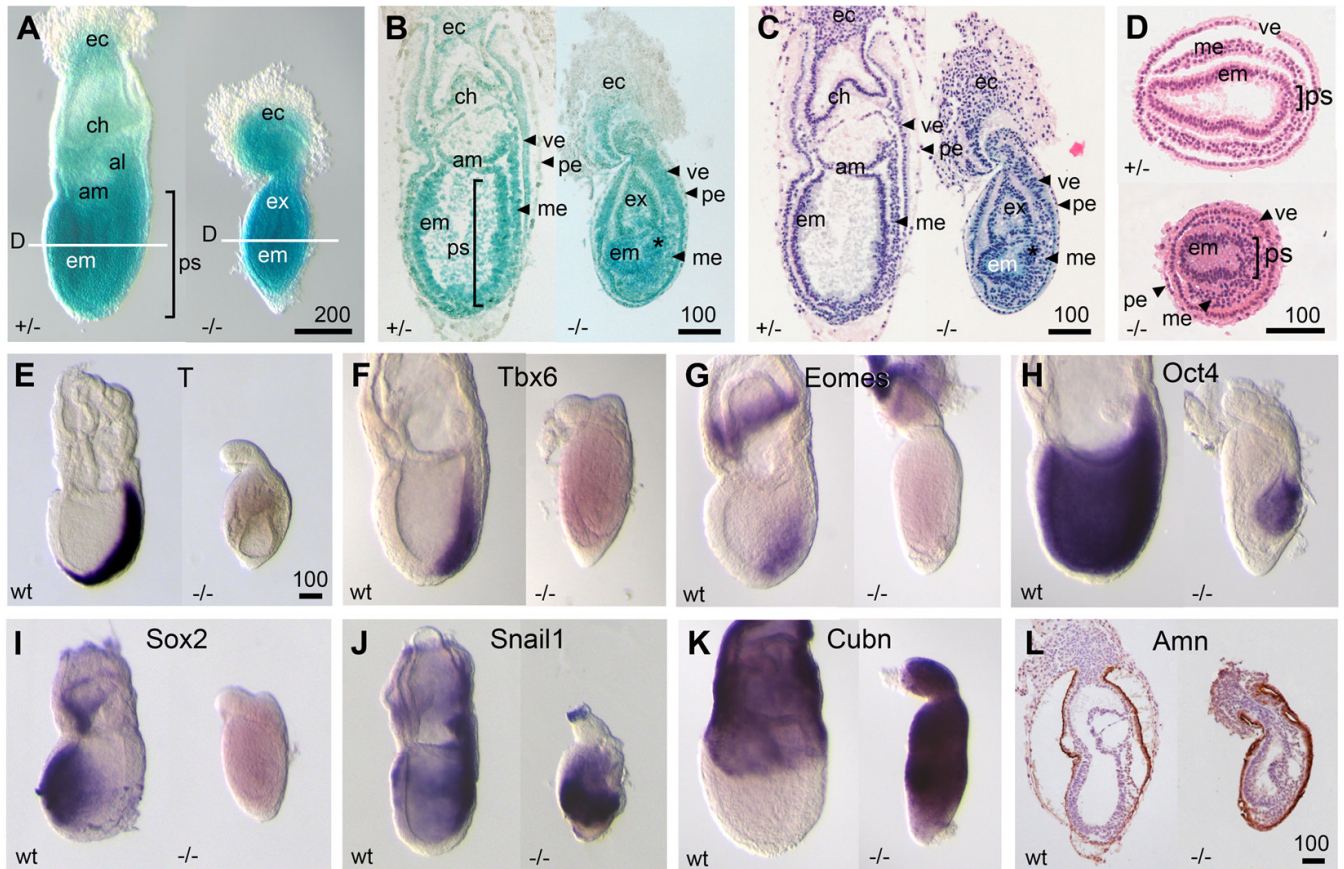 A
ec
ch
al
am
D
em
ps
+/-
ec
ex
D
em
-/-
200
B
ec
ch
am
em
ps
ve
pe
me
+/-
ec
ex
em
*
ve
pe
me
-/-
100
C
ec
ch
am
em
ve
pe
me
+/-
ec
ex
em
*
ve
pe
me
-/-
100
D
ve
me
em
ps
+/-
ve
em
ps
pe
me
-/-
100
E
T
wt
-/-
100
F
Tbx6
wt
-/-
G
Eomes
wt
-/-
H
Oct4
wt
-/-
I
Sox2
wt
-/-
J
Snail1
wt
-/-
K
Cubn
wt
-/-
L
Amn
wt
-/-
100